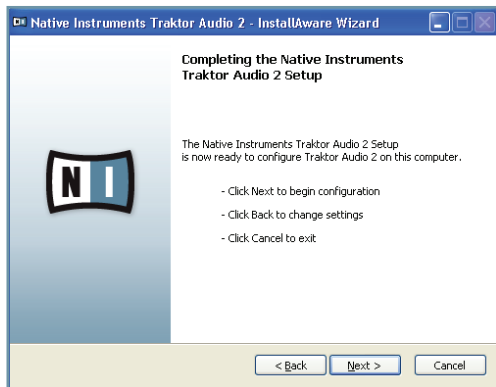 Native Instruments Traktor Audio 2 - InstallAware Wizard
Completing the Native Instruments
Traktor Audio 2 Setup
The Native Instruments Traktor Audio 2 Setup
is now ready to configure Traktor Audio 2 on this computer.
- Click Next to begin configuration
- Click Back to change settings
- Click Cancel to exit
NI
< Back Next > Cancel